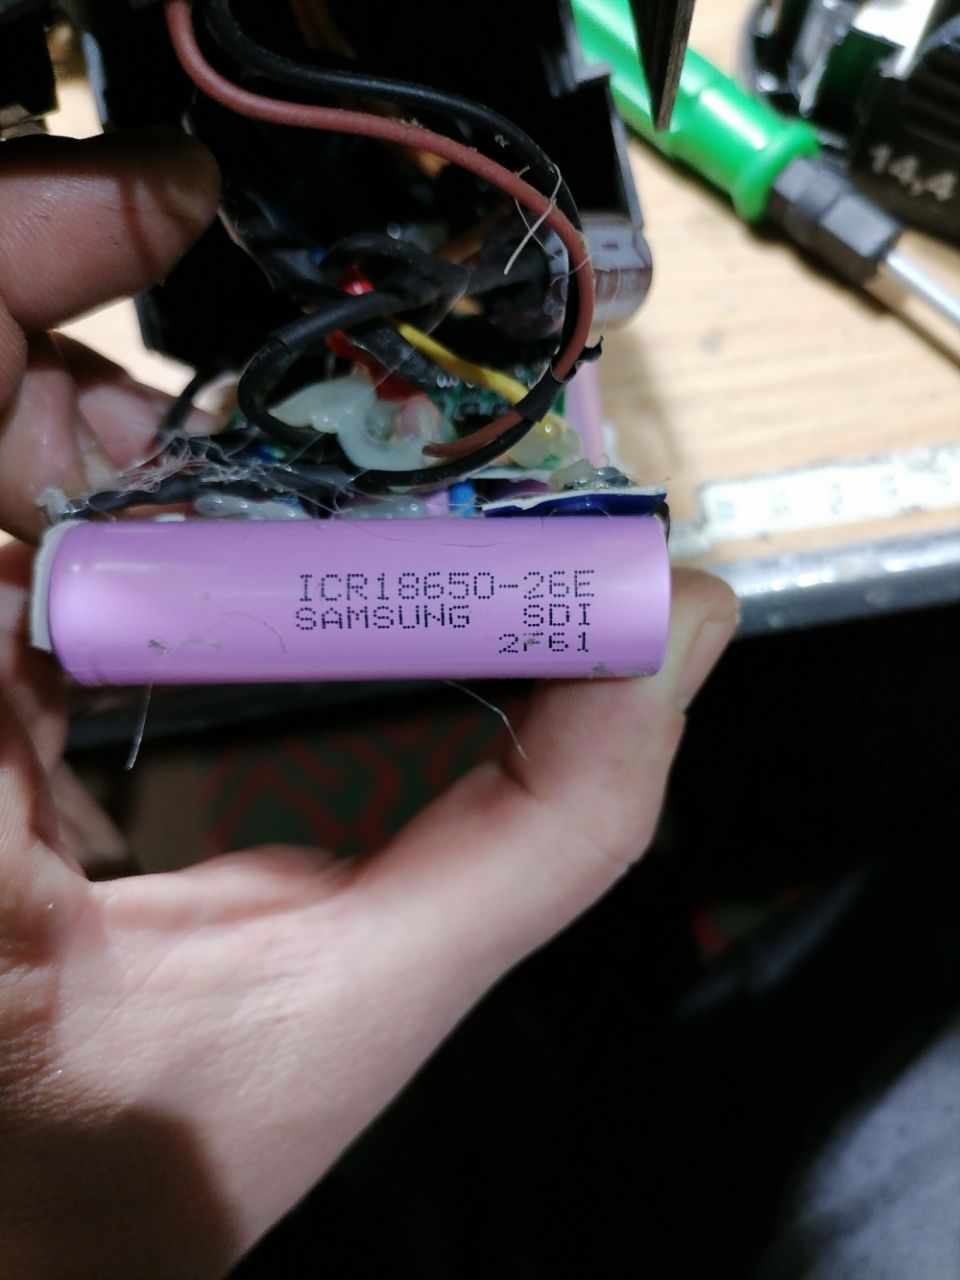 14,4
ICR18650-26E
SAMSUNG SDI
2F61